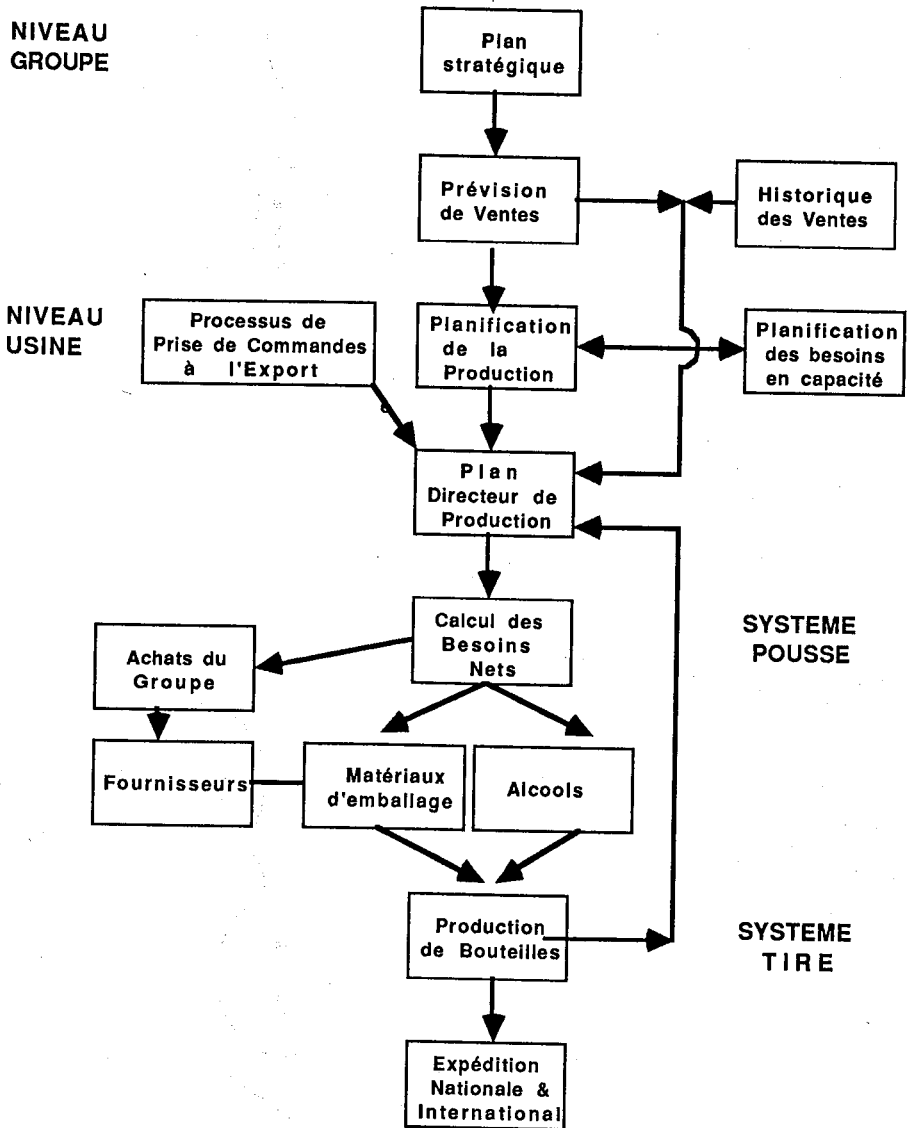 NIVEAU
GROUPE
Plan
stratégique
Prévision
de Ventes
Historique
des Ventes
NIVEAU
USINE
Processus de
Prise de Commandes
à l'Export
Planification
de la
Production
Planification
des besoins
en capacité
Plan
Directeur de
Production
Calcul des
Besoins
Nets
SYSTEME
POUSSE
Achats du
Groupe
Fournisseurs
Matériaux
d'emballage
Alcools
Production
de Bouteilles
SYSTEME
TIRE
Expédition
Nationale &
International